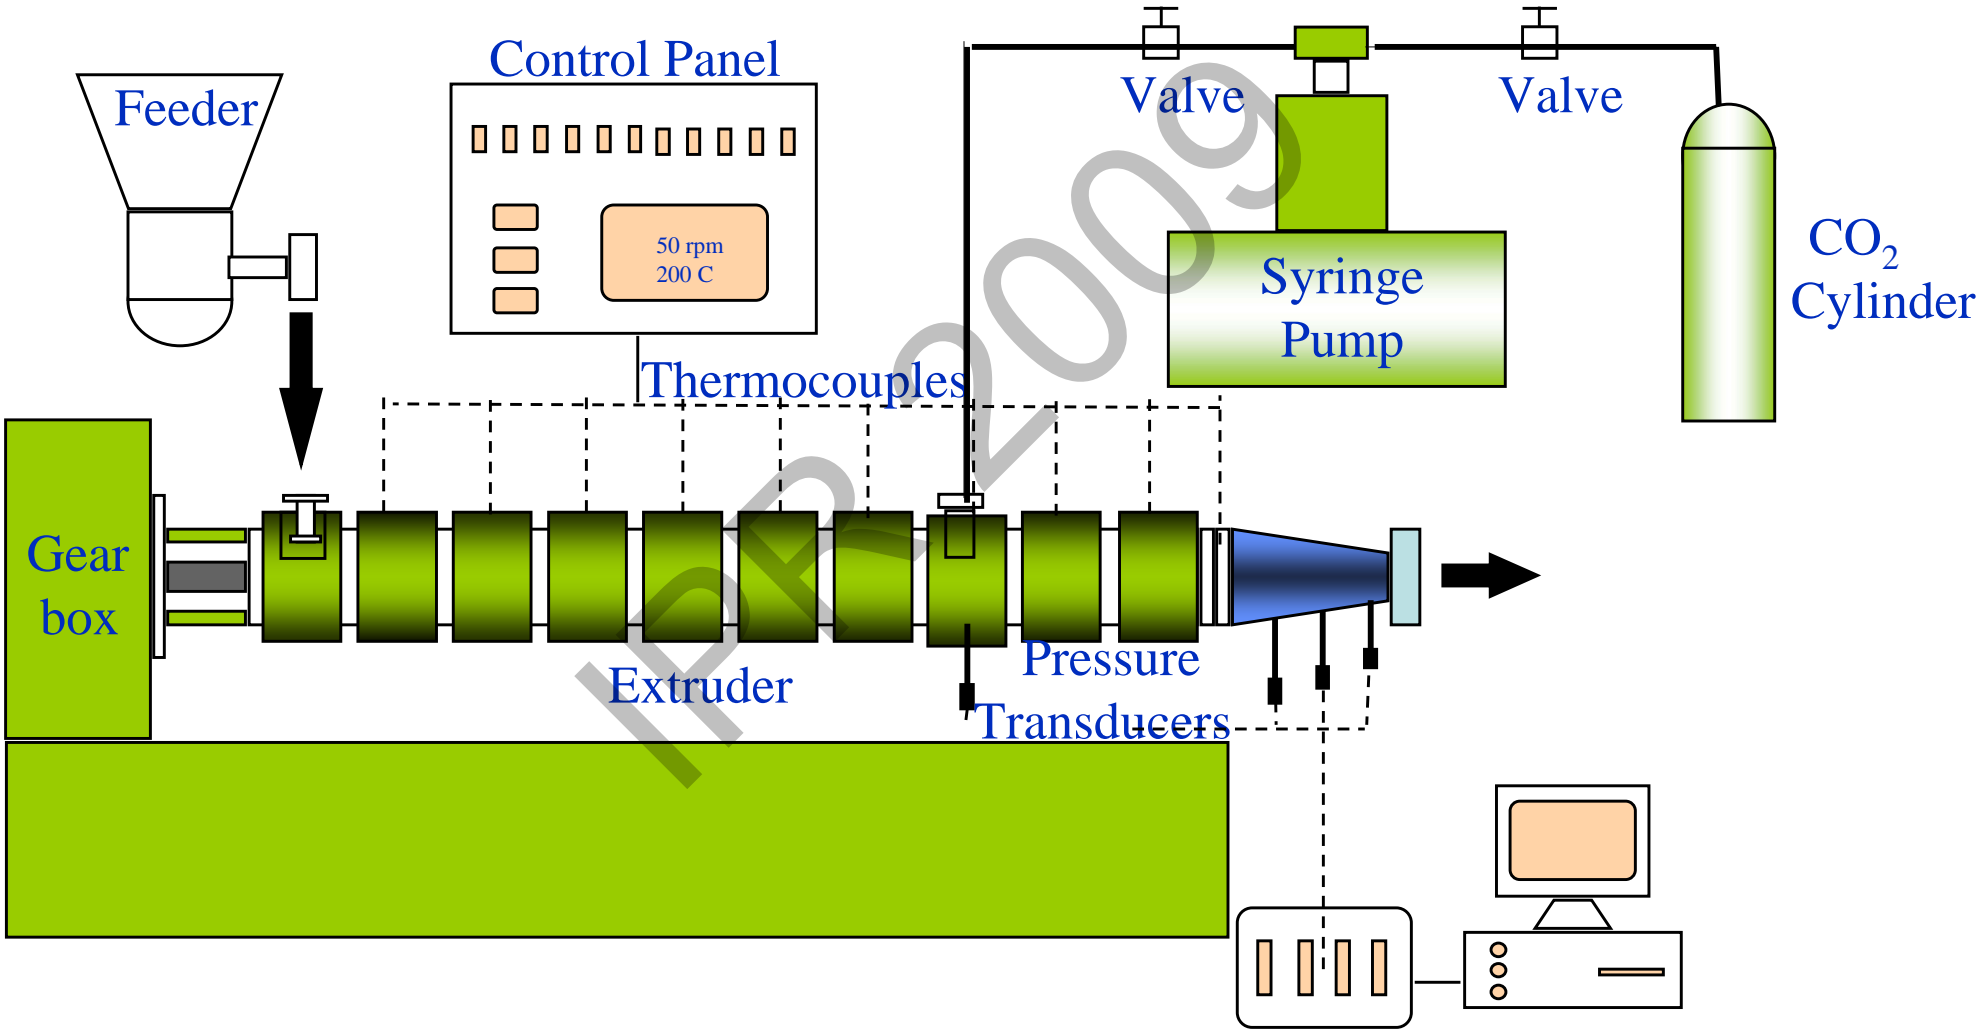 Control Panel
Feeder
Valve
Valve
50 rpm
200 C
CO2
Cylinder
Syringe
Pump
Thermocouples
Gear
box
Extruder
Pressure
Transducers
IPR 2009